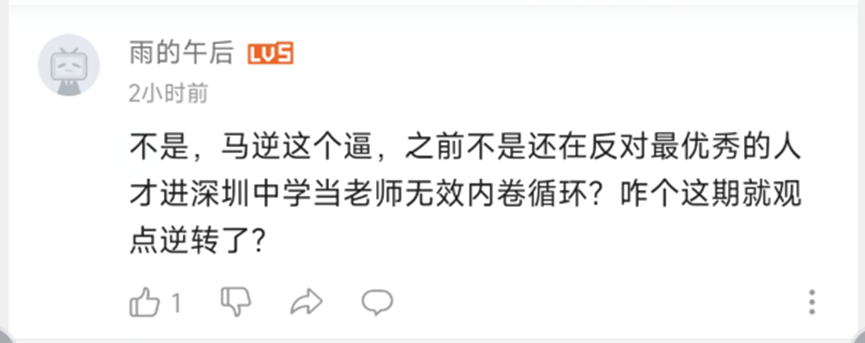 雨的午后 LV5
2小时前
不是，马逆这个逼，之前不是还在反对最优秀的人
才进深圳中学当老师无效内卷循环？咋个这期就观
点逆转了？
1